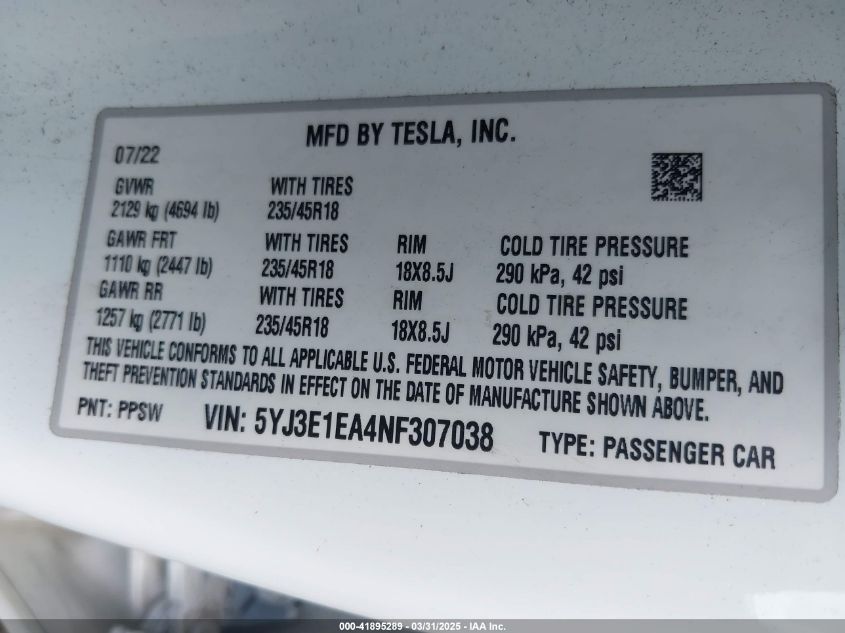 MFD BY TESLA, INC.
07/22
GVWR WITH TIRES
2129 kg (4694 lb) 235/45R18
GAWR FRT WITH TIRES RIM COLD TIRE PRESSURE
1110 kg (2447 lb) 235/45R18 18X8.5J 290 kPa, 42 psi
GAWR RR WITH TIRES RIM COLD TIRE PRESSURE
1257 kg (2771 lb) 235/45R18 18X8.5J 290 kPa, 42 psi
THIS VEHICLE CONFORMS TO ALL APPLICABLE U.S. FEDERAL MOTOR VEHICLE SAFETY, BUMPER, AND
THEFT PREVENTION STANDARDS IN EFFECT ON THE DATE OF MANUFACTURE SHOWN ABOVE.
PNT: PPSW VIN: 5YJ3E1EA4NF307038 TYPE: PASSENGER CAR
000-41895289 - 03/31/2025 - IAA Inc.